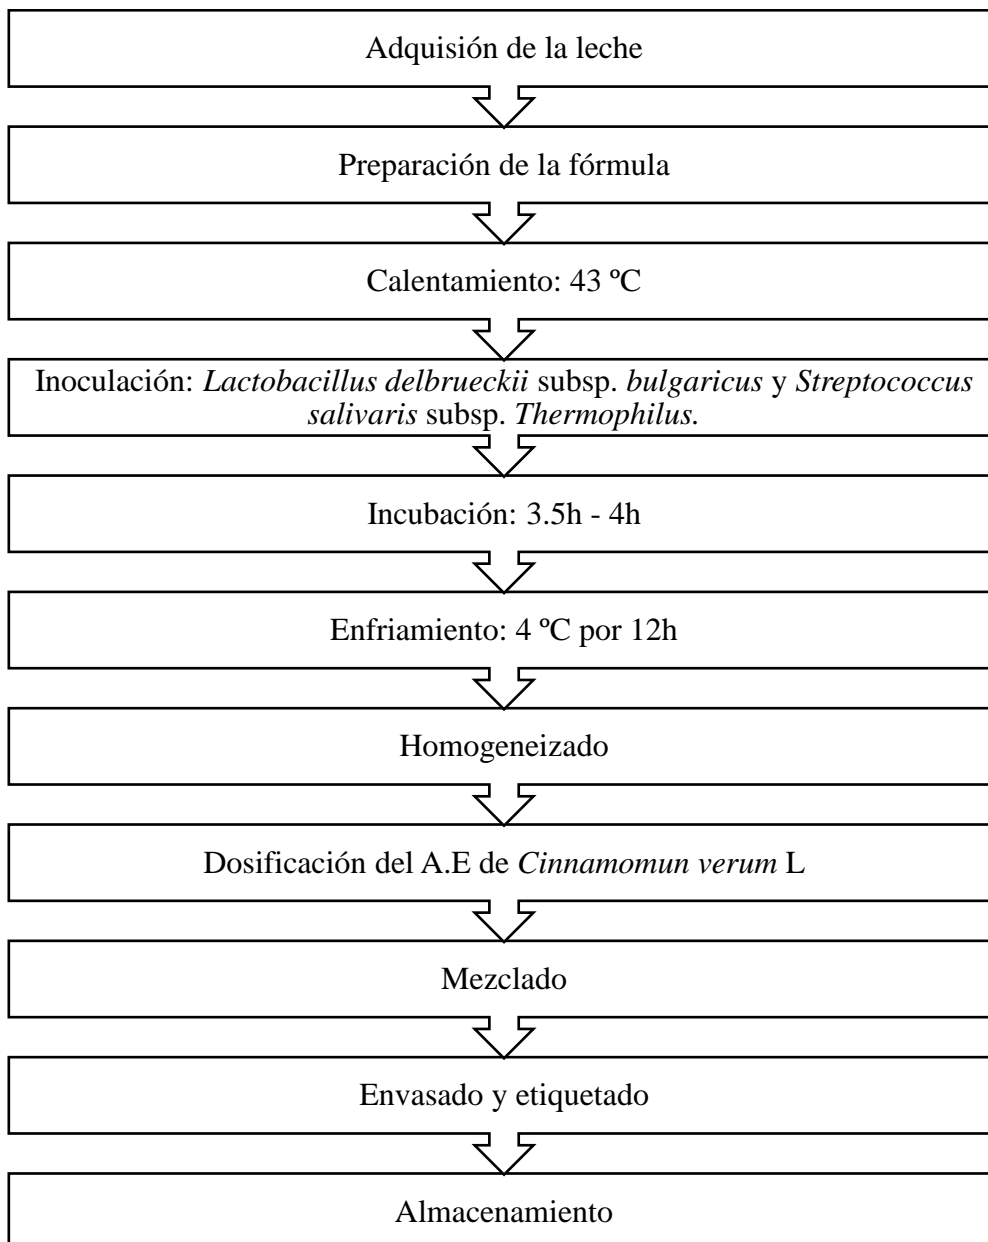 Adquisión de la leche
Preparación de la fórmula
Calentamiento: 43 ºC
Inoculación: Lactobacillus delbrueckii subsp. bulgaricus y Streptococcus
salivaris subsp. Thermophilus.
Incubación: 3.5h - 4h
Enfriamiento: 4 ºC por 12h
Homogeneizado
Dosificación del A.E de Cinnamomun verum L
Mezclado
Envasado y etiquetado
Almacenamiento